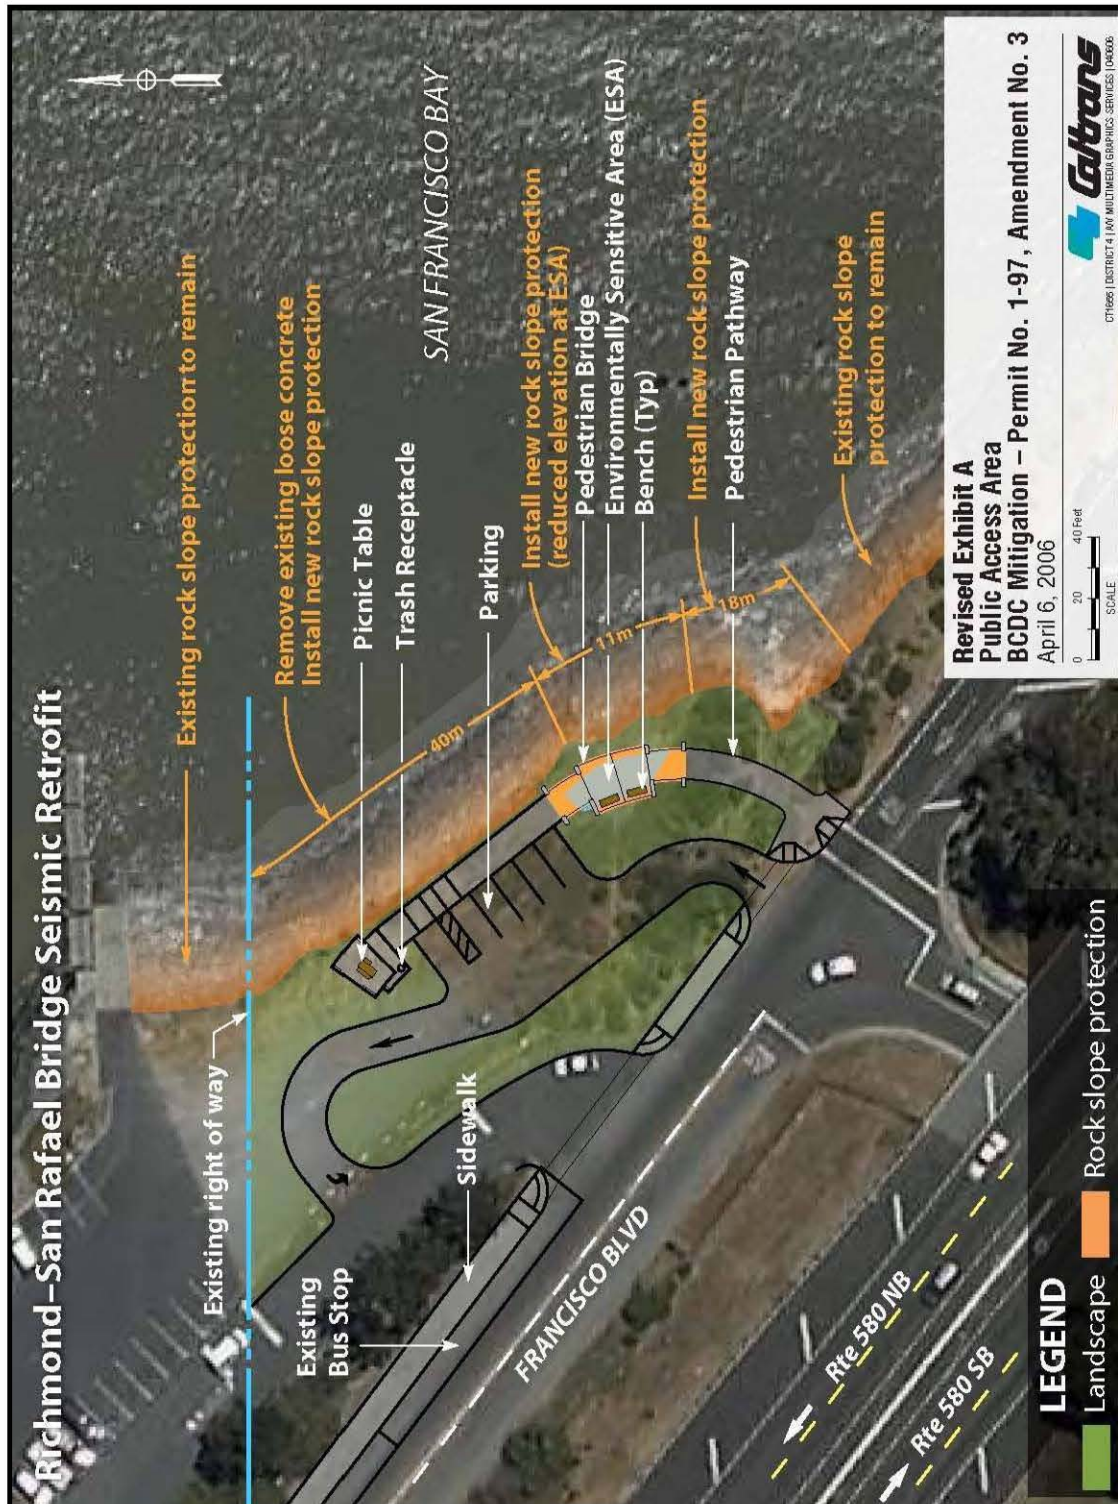 Richmond–San Rafael Bridge Seismic Retrofit
Existing right of way
Existing rock slope protection to remain
Remove existing loose concrete
Install new rock slope protection
Picnic Table
Trash Receptacle
Parking
SAN FRANCISCO BAY
Install new rock slope protection
(reduced elevation at ESA)
Pedestrian Bridge
Environmentally Sensitive Area (ESA)
Bench (Typ)
Install new rock slope protection
Pedestrian Pathway
Existing rock slope
protection to remain
40m
11m
18m
Sidewalk
Existing
Bus Stop
FRANCISCO BLVD
Rte 580 NB
Rte 580 SB
LEGEND
Landscape
Rock slope protection
Revised Exhibit A
Public Access Area
BCDC Mitigation – Permit No. 1-97, Amendment No. 3
April 6, 2006
0 20 40 Feet
SCALE
Caltrans